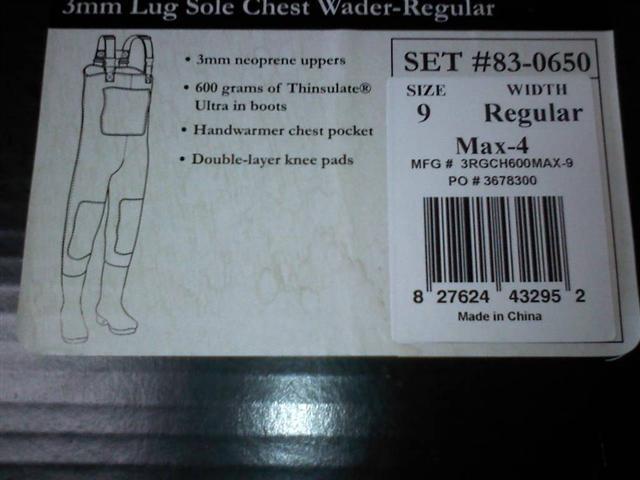 3mm Lug Sole Chest Wader-Regular
• 3mm neoprene uppers
• 600 grams of Thinsulate®
Ultra in boots
• Handwarmer chest pocket
• Double-layer knee pads
SET #83-0650
SIZE WIDTH
9 Regular
Max-4
MFG # 3RGCH600MAX-9
PO # 3678300
8 27624 43295 2
Made in China